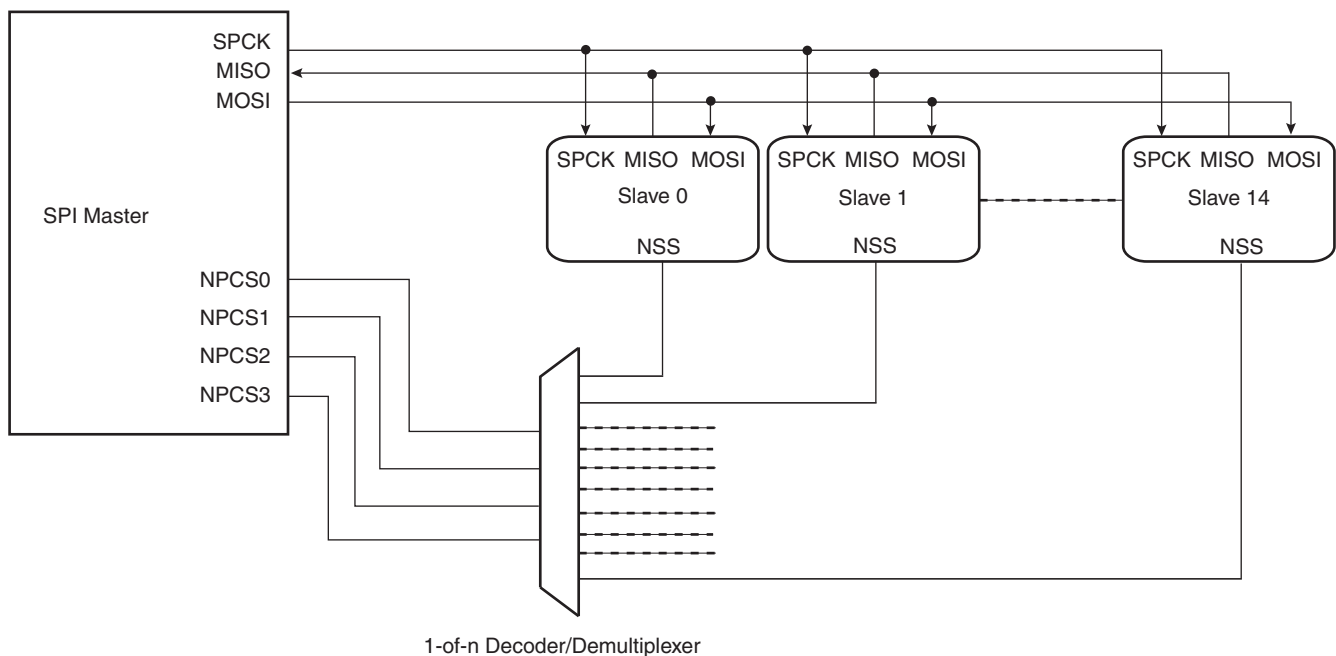 SPCK
MISO
MOSI
SPI Master
NPCS0
NPCS1
NPCS2
NPCS3
SPCK MISO MOSI
Slave 0
NSS
SPCK MISO MOSI
Slave 1
NSS
SPCK MISO MOSI
Slave 14
NSS
1-of-n Decoder/Demultiplexer